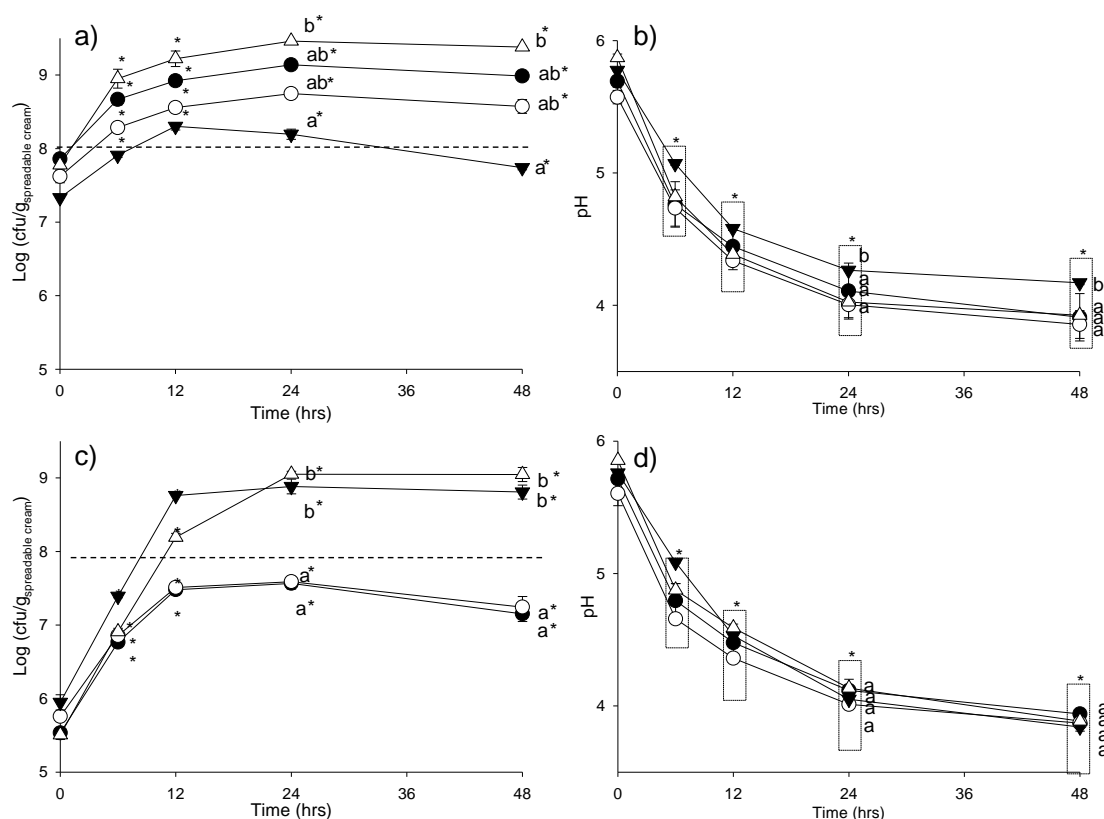 a)
b*
b*
ab*
ab*
ab*
ab*
a*
a*
* * * * * * * *
9
8
7
6
5
0 12 24 36 48
Time (hrs)
Log (cfu/g spreadable cream)
b)
6
5
4
pH
* * * *
b
a
a
a
b
a
a
a
0 12 24 36 48
Time (hrs)
c)
b*
b*
b*
b*
a*
a*
a*
a*
* * * * * *
9
8
7
6
5
0 12 24 36 48
Time (hrs)
Log (cfu/g spreadable cream)
d)
6
5
4
pH
* * * *
a
a
a
0 12 24 36 48
Time (hrs)